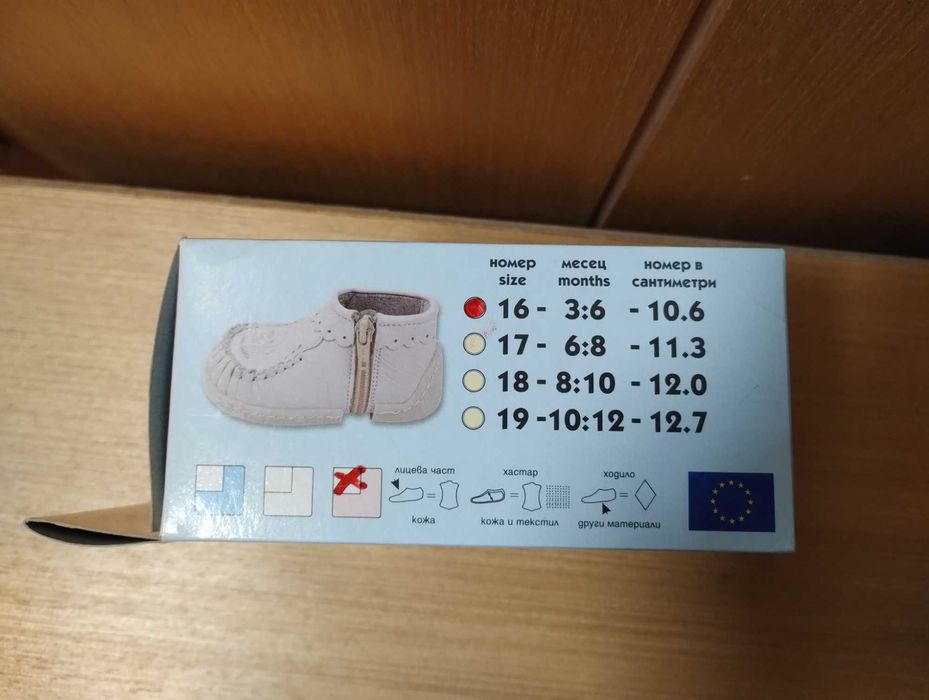 номер месец номер в
size months сантиметри
16 - 3:6 - 10.6
17 - 6:8 - 11.3
18 - 8:10 - 12.0
19 - 10:12 - 12.7
лицева част хастар ходило
= = =
кожа кожа и текстил други материали